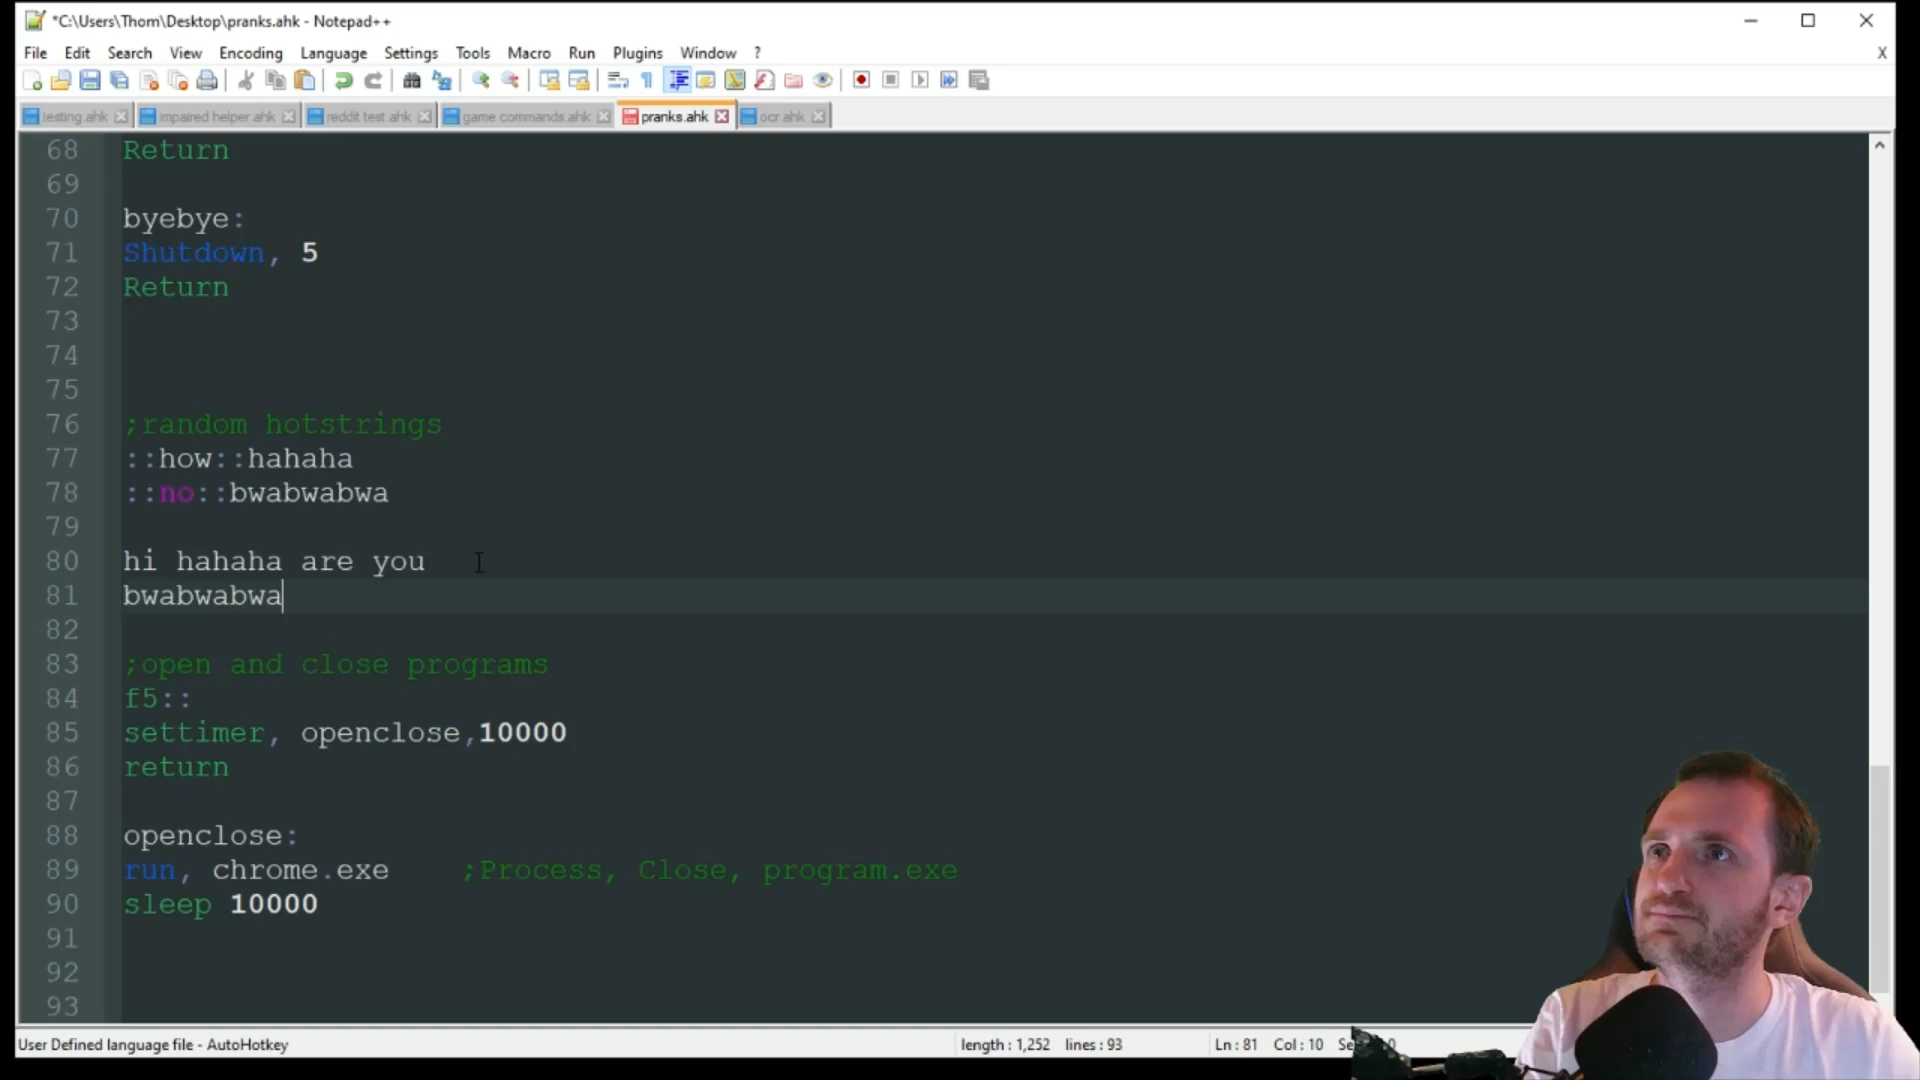 *C:\Users\Thom\Desktop\pranks.ahk - Notepad++
File Edit Search View Encoding Language Settings Tools Macro Run Plugins Window ? X
testing.ahk impaired helper.ahk reddit test.ahk game commands.ahk pranks.ahk ocr.ahk
68 Return
69
70 byebye:
71 Shutdown, 5
72 Return
73
74
75
76 ;random hotstrings
77 ::how::hahaha
78 ::no::bwabwabwa
79
80 hi hahaha are you
81 bwabwabwa
82
83 ;open and close programs
84 f5::
85 settimer, openclose,10000
86 return
87
88 openclose:
89 run, chrome.exe ;Process, Close, program.exe
90 sleep 10000
91
92
93
User Defined language file - AutoHotkey length : 1,252 lines : 93 Ln : 81 Col : 10